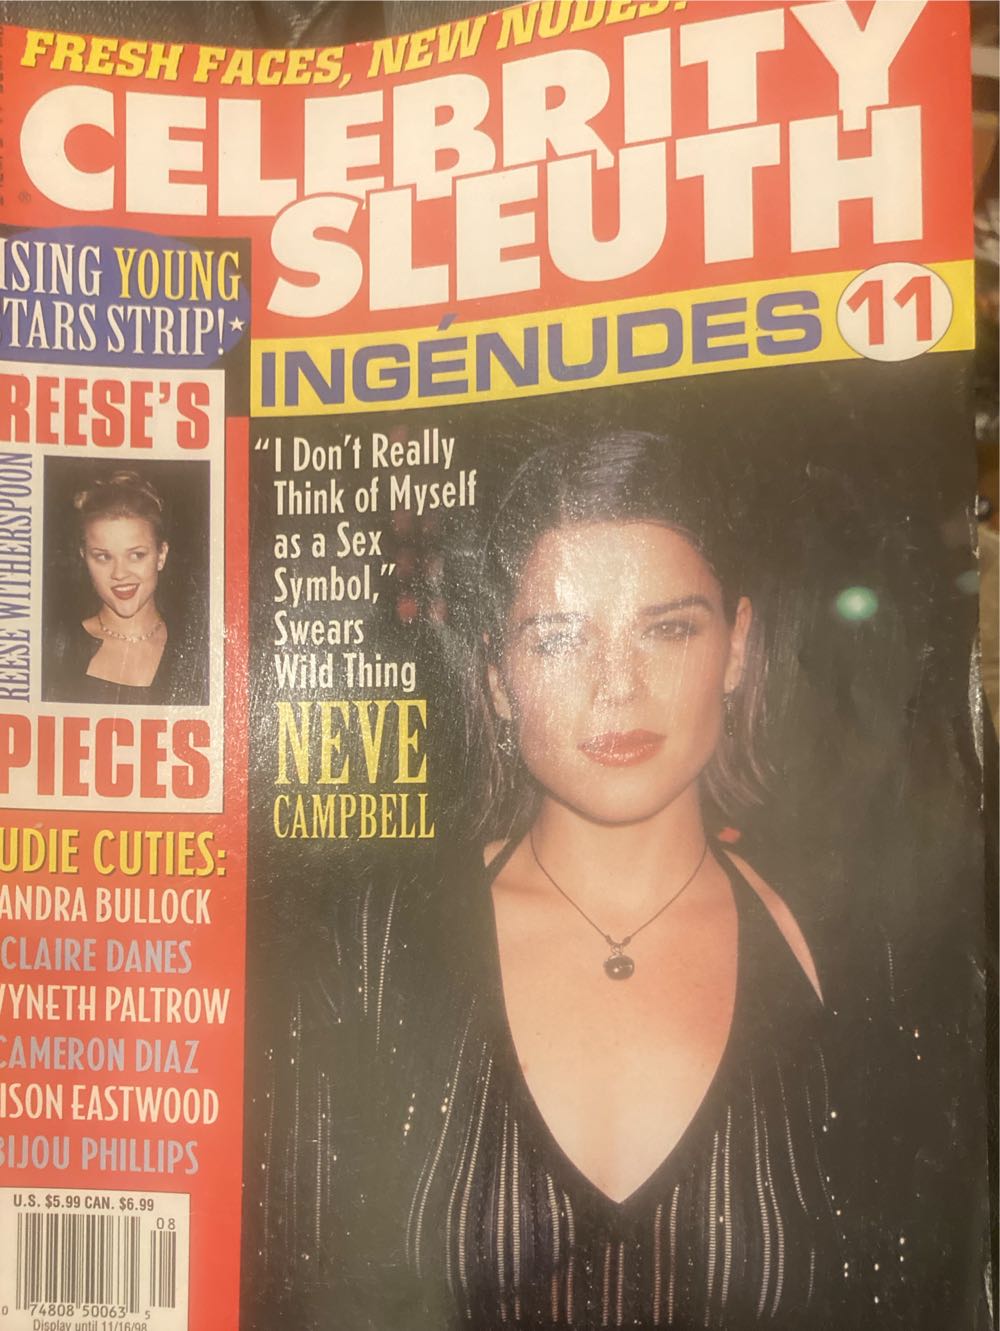 FRESH FACES, NEW NUDES!
CELEBRITY
SLEUTH
®
INGÉNUDES 11
ISING YOUNG
TARS STRIP!*
REESE'S
REESE WITHERSPOON
PIECES
"I Don't Really
Think of Myself
as a Sex
Symbol,"
Swears
Wild Thing
NEVE
CAMPBELL
UDIE CUTIES:
ANDRA BULLOCK
CLAIRE DANES
WYNETH PALTROW
CAMERON DIAZ
ISON EASTWOOD
BIJOU PHILLIPS
U.S. $5.99 CAN. $6.99
08
0 74808 50063 5
Display until 11/16/98